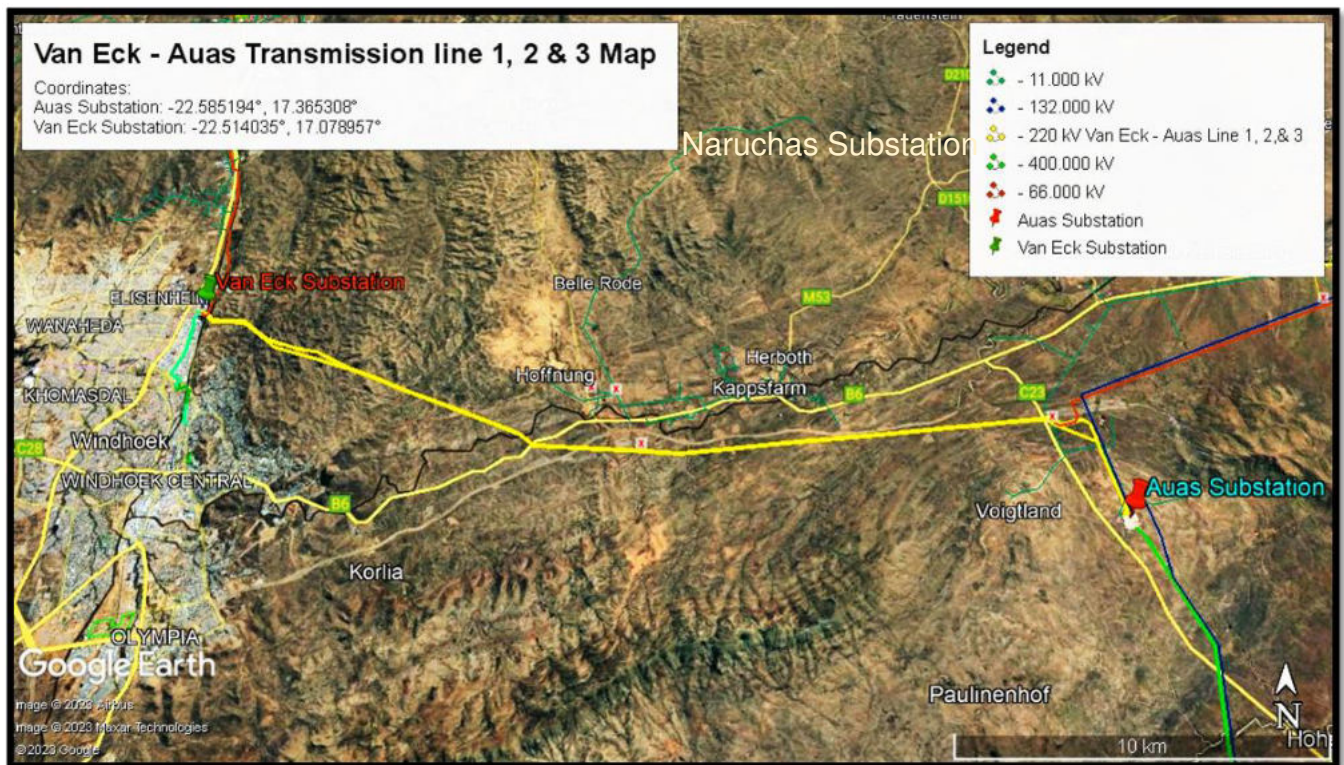 Van Eck - Auas Transmission line 1, 2 & 3 Map
Coordinates:
Auas Substation: -22.585194°, 17.365308°
Van Eck Substation: -22.514035°, 17.078957°
Legend
- 11.000 kV
- 132.000 kV
- 220 kV Van Eck - Auas Line 1, 2,& 3
- 400.000 kV
- 66.000 kV
Auas Substation
Van Eck Substation
Naruchas Substation
D1510
Van Eck Substation
Belle Rode
M53
WANAHEDA
Herboth
Hoffnung
Kappsfarm
KHOMASDAL
B6
C23
Windhoek
C28
WINDHOEK CENTRAL
Auas Substation
B6
Voigtland
Korlia
OLYMPIA
Google Earth
Paulinenhof
Image © 2023 Airbus
Image © 2023 Maxar Technologies
©2023 Google
N
10 km